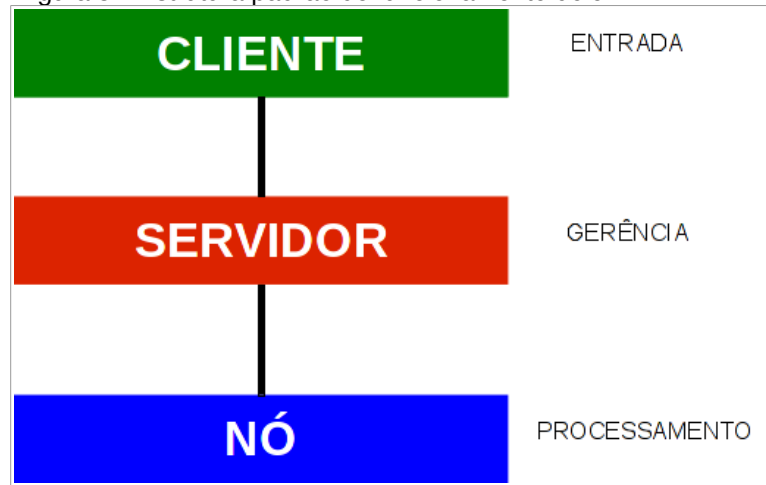 CLIENTE
ENTRADA
SERVIDOR
GERÊNCIA
NÓ
PROCESSAMENTO